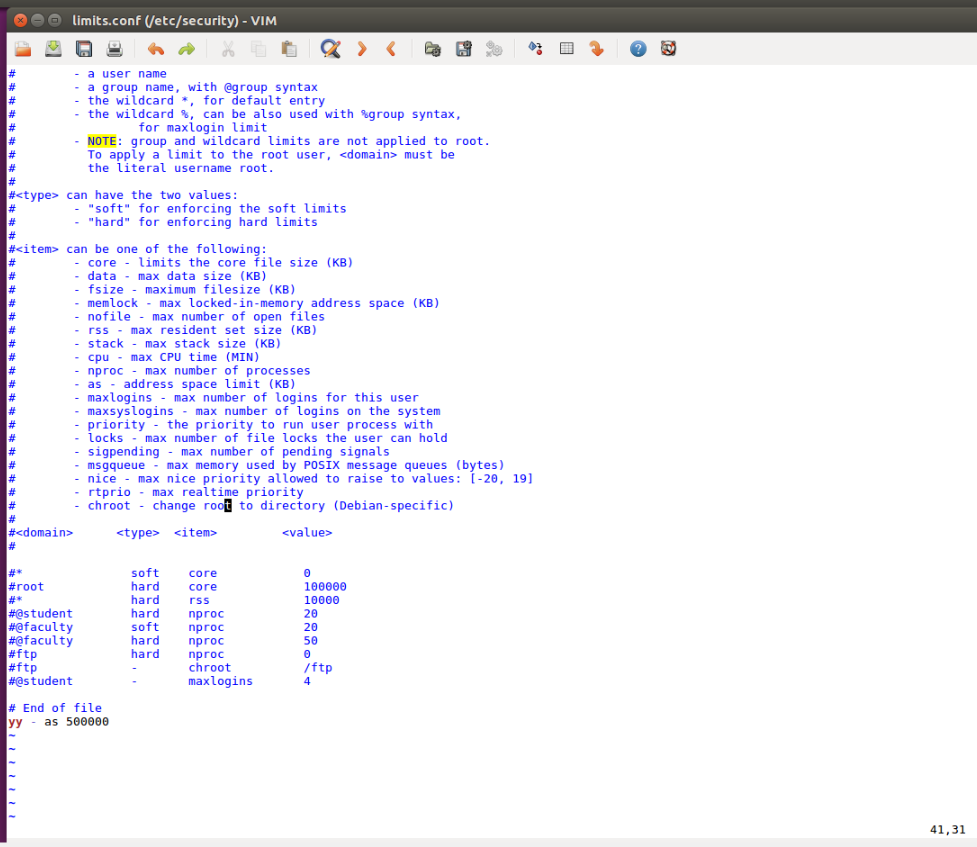 limits.conf (/etc/security) - VIM
#        - a user name
#        - a group name, with @group syntax
#        - the wildcard *, for default entry
#        - the wildcard %, can be also used with %group syntax,
#                 for maxlogin limit
#        - NOTE: group and wildcard limits are not applied to root.
#          To apply a limit to the root user, <domain> must be
#          the literal username root.
#
#<type> can have the two values:
#        - "soft" for enforcing the soft limits
#        - "hard" for enforcing hard limits
#
#<item> can be one of the following:
#        - core - limits the core file size (KB)
#        - data - max data size (KB)
#        - fsize - maximum filesize (KB)
#        - memlock - max locked-in-memory address space (KB)
#        - nofile - max number of open files
#        - rss - max resident set size (KB)
#        - stack - max stack size (KB)
#        - cpu - max CPU time (MIN)
#        - nproc - max number of processes
#        - as - address space limit (KB)
#        - maxlogins - max number of logins for this user
#        - maxsyslogins - max number of logins on the system
#        - priority - the priority to run user process with
#        - locks - max number of file locks the user can hold
#        - sigpending - max number of pending signals
#        - msgqueue - max memory used by POSIX message queues (bytes)
#        - nice - max nice priority allowed to raise to values: [-20, 19]
#        - rtprio - max realtime priority
#        - chroot - change root to directory (Debian-specific)
#
#<domain>      <type>  <item>         <value>
#
#*               soft    core            0
#root            hard    core            100000
#*               hard    rss             10000
#@student        hard    nproc           20
#@faculty        soft    nproc           20
#@faculty        hard    nproc           50
#ftp             hard    nproc           0
#ftp             -       chroot          /ftp
#@student        -       maxlogins       4
# End of file
yy - as 500000
~
~
~
~
~
~
~
41,31